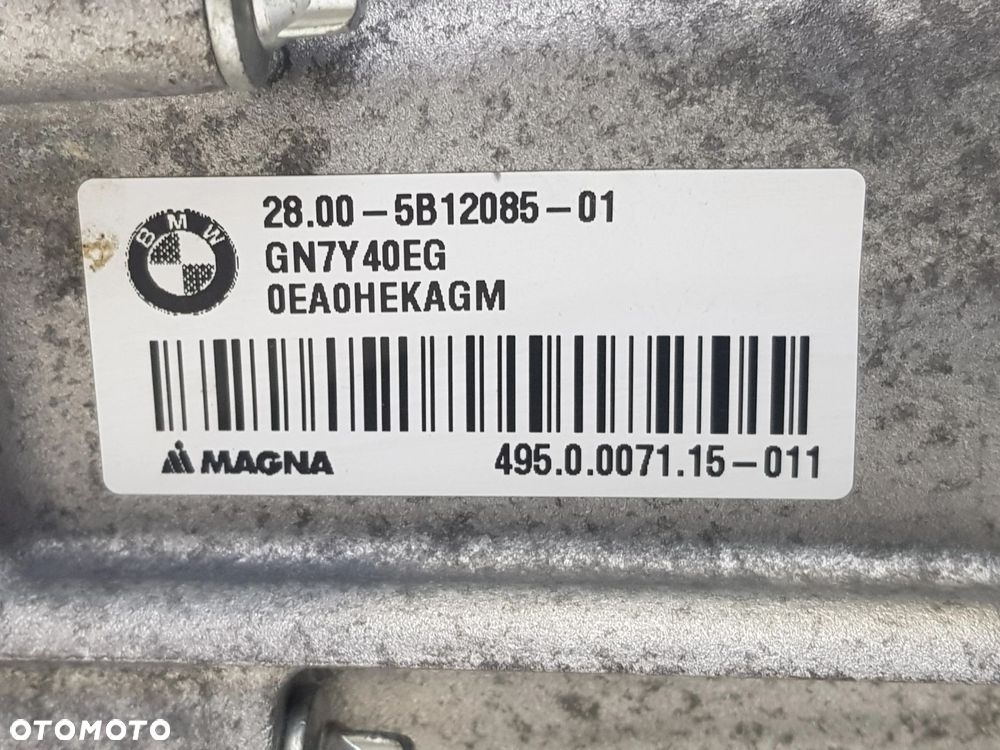 28.00-5B12085-01
BMW
GN7Y40EG
0EA0HEKAGM
MAGNA
495.0.0071.15-011
OTOMOTO